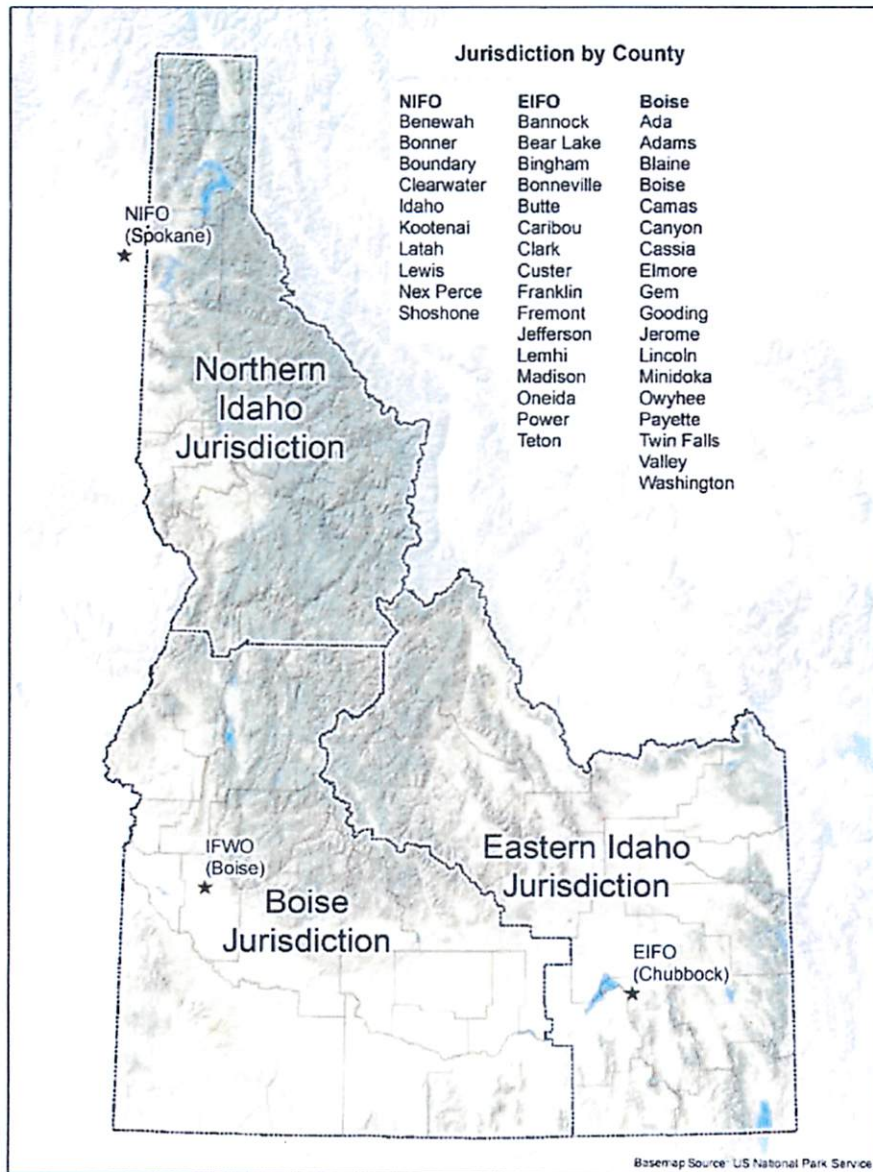 Jurisdiction by County
NIFO
Benewah
Bonner
Boundary
Clearwater
Idaho
Kootenai
Latah
Lewis
Nex Perce
Shoshone
EIFO
Bannock
Bear Lake
Bingham
Bonneville
Butte
Caribou
Clark
Custer
Franklin
Fremont
Jefferson
Lemhi
Madison
Oneida
Power
Teton
Boise
Ada
Adams
Blaine
Boise
Camas
Canyon
Cassia
Elmore
Gem
Gooding
Jerome
Lincoln
Minidoka
Owyhee
Payette
Twin Falls
Valley
Washington
NIFO
(Spokane)
Northern
Idaho
Jurisdiction
IFWO
(Boise)
Boise
Jurisdiction
Eastern Idaho
Jurisdiction
EIFO
(Chubbock)
Basemap Source: US National Park Service